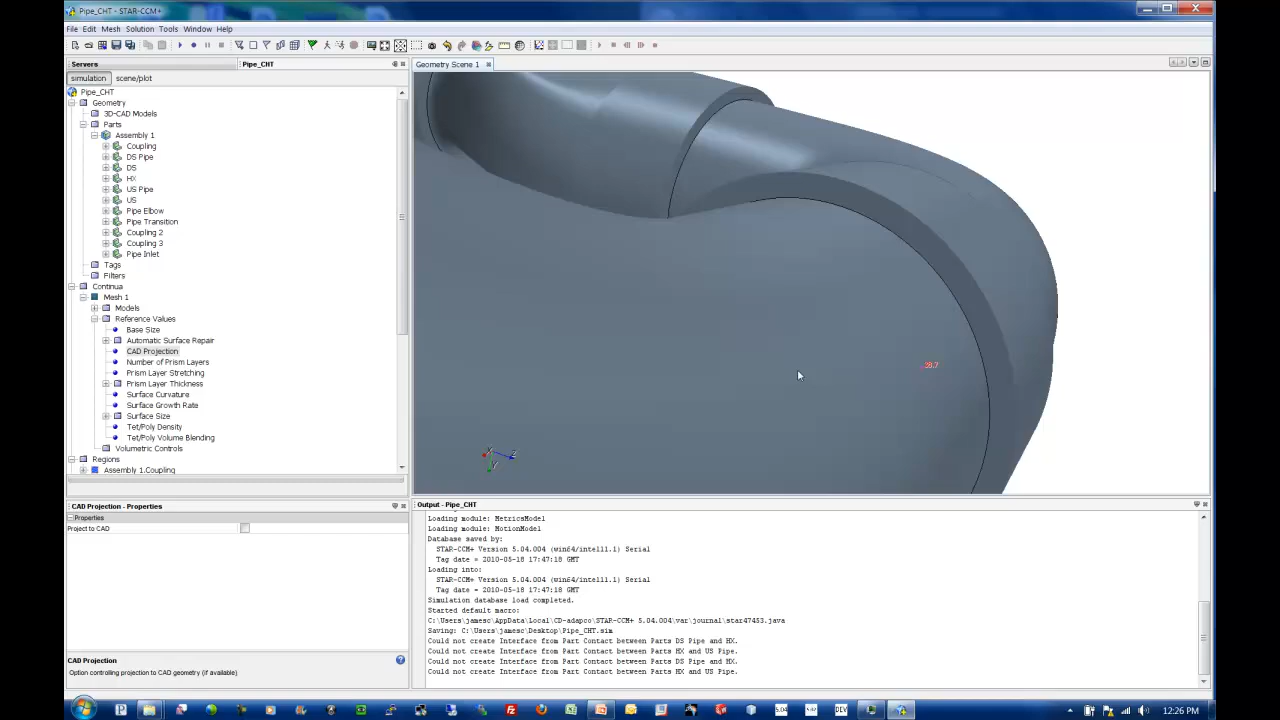 Pipe_CHT - STAR-CCM+
File Edit Mesh Solution Tools Window Help
Servers
Pipe_CHT
simulation scene/plot
Pipe_CHT
Geometry
3D-CAD Models
Parts
Assembly 1
Coupling
DS Pipe
DS
HX
US Pipe
US
Pipe Elbow
Pipe Transition
Coupling 2
Coupling 3
Pipe Inlet
Tags
Filters
Continua
Mesh 1
Models
Reference Values
Base Size
Automatic Surface Repair
CAD Projection
Number of Prism Layers
Prism Layer Stretching
Prism Layer Thickness
Surface Curvature
Surface Growth Rate
Surface Size
Tet/Poly Density
Tet/Poly Volume Blending
Volumetric Controls
Regions
Assembly 1.Coupling
CAD Projection - Properties
Properties
Project to CAD
CAD Projection
Option controlling projection to CAD geometry (if available)
Geometry Scene 1
Z
Y
Output - Pipe_CHT
Loading module: MetricsModel
Loading module: MotionModel
Database saved by:
STAR-CCM+ Version 5.04.004 (win64/intel11.1) Serial
Tag date = 2010-05-18 17:47:18 GMT
Loading into:
STAR-CCM+ Version 5.04.004 (win64/intel11.1) Serial
Tag date = 2010-05-18 17:47:18 GMT
Simulation database load completed.
Started default macro:
C:\Users\jamesc\AppData\Local\CD-adapco\STAR-CCM+ 5.04.004\var\journal\star47453.java
Saving: C:\Users\jamesc\Desktop\Pipe_CHT.sim
Could not create Interface from Part Contact between Parts DS Pipe and HX.
Could not create Interface from Part Contact between Parts HX and US Pipe.
Could not create Interface from Part Contact between Parts DS Pipe and HX.
Could not create Interface from Part Contact between Parts HX and US Pipe.
5.04
DEV
12:26 PM